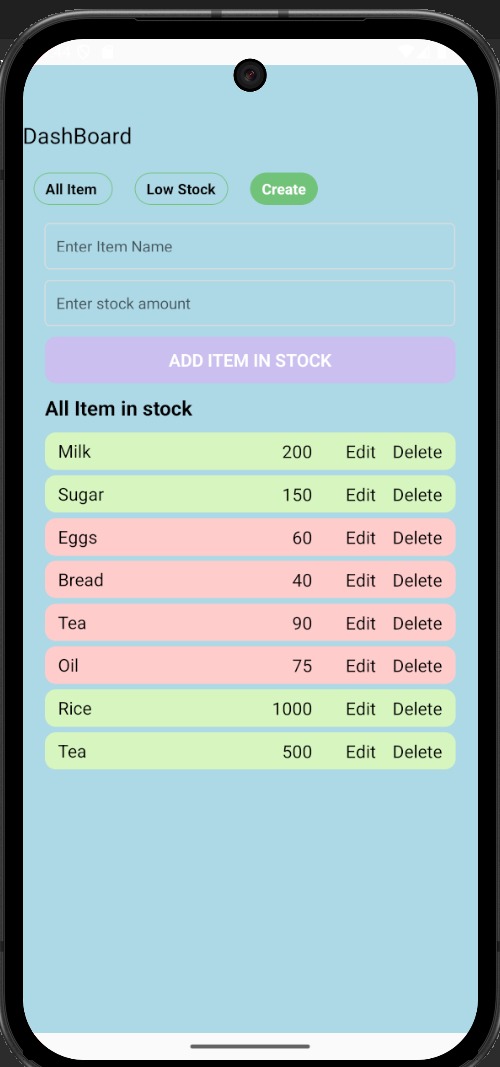 DashBoard
All Item Low Stock Create
Enter Item Name
Enter stock amount
ADD ITEM IN STOCK
All Item in stock
Milk 200 Edit Delete
Sugar 150 Edit Delete
Eggs 60 Edit Delete
Bread 40 Edit Delete
Tea 90 Edit Delete
Oil 75 Edit Delete
Rice 1000 Edit Delete
Tea 500 Edit Delete